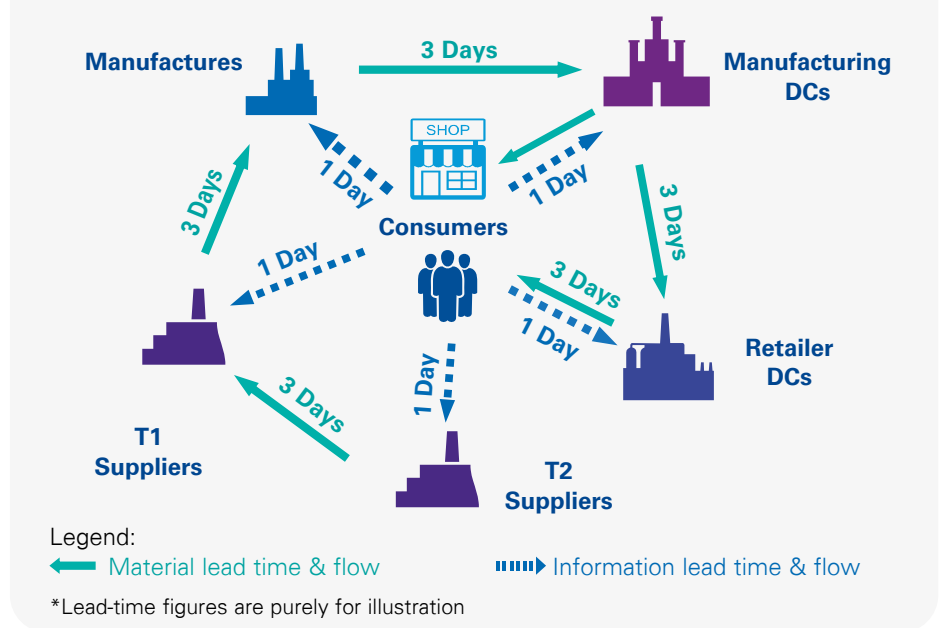 Manufactures
3 Days
Manufacturing
DCs
SHOP
1 Day
1 Day
3 Days
Consumers
3 Days
1 Day
3 Days
1 Day
Retailer
DCs
1 Day
3 Days
T1
Suppliers
T2
Suppliers
Legend:
Material lead time & flow
Information lead time & flow
*Lead-time figures are purely for illustration